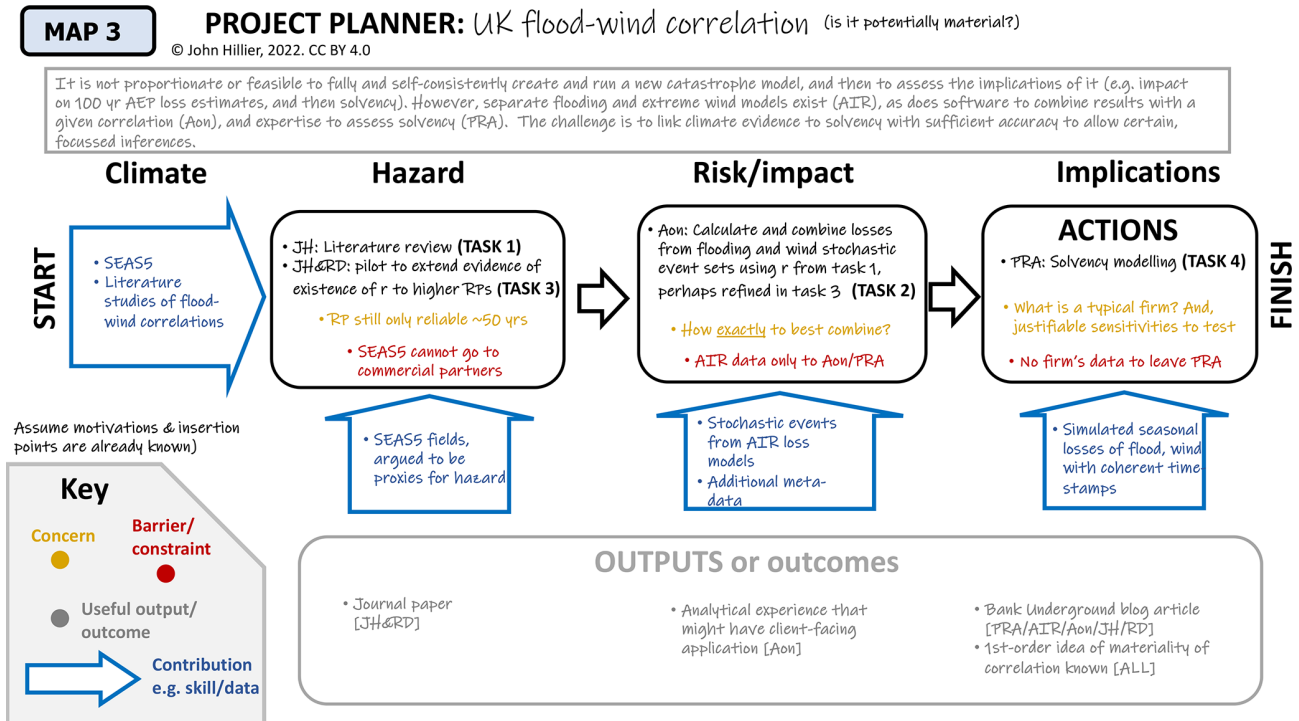 MAP 3
PROJECT PLANNER: UK flood-wind correlation (is it potentially material?)
© John Hillier, 2022. CC BY 4.0
It is not proportionate or feasible to fully and self-consistently create and run a new catastrophe model, and then to assess the implications of it (e.g. impact
on 100 yr AEP loss estimates, and then solvency). However, separate flooding and extreme wind models exist (AIR), as does software to combine results with a
given correlation (Aon), and expertise to assess solvency (PRA). The challenge is to link climate evidence to solvency with sufficient accuracy to allow certain,
focussed inferences.
Climate
Hazard
Risk/impact
Implications
START
• SEAS5
• Literature
studies of flood-
wind correlations
• JH: Literature review (TASK 1)
• JH&RD: pilot to extend evidence of
existence of r to higher RPs (TASK 3)
• RP still only reliable ~50 yrs
• SEAS5 cannot go to
commercial partners
• Aon: Calculate and combine losses
from flooding and wind stochastic
event sets using r from task 1,
perhaps refined in task 3 (TASK 2)
• How exactly to best combine?
• AIR data only to Aon/PRA
ACTIONS
• PRA: Solvency modelling (TASK 4)
• What is a typical firm? And,
justifiable sensitivities to test
• No firm's data to leave PRA
FINISH
Assume motivations & insertion
points are already known)
• SEAS5 fields,
argued to be
proxies for hazard
• Stochastic events
from AIR loss
models
• Additional meta-
data
• Simulated seasonal
losses of flood, wind
with coherent time-
stamps
Key
Concern
Barrier/
constraint
Useful output/
outcome
Contribution
e.g. skill/data
OUTPUTS or outcomes
• Journal paper
[JH&RD]
• Analytical experience that
might have client-facing
application [Aon]
• Bank Underground blog article
[PRA/AIR/Aon/JH/RD]
• 1st-order idea of materiality of
correlation known [ALL]